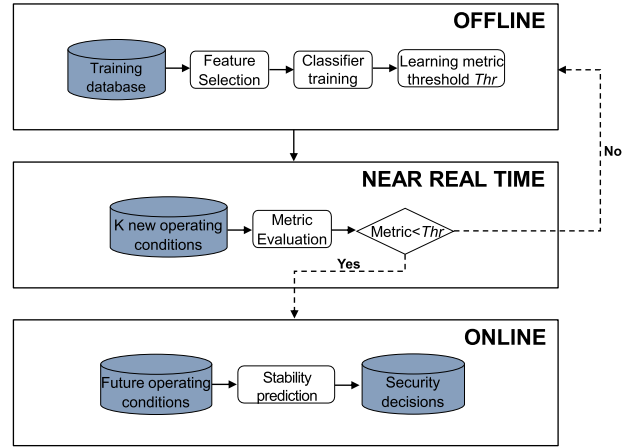 OFFLINE
Training
database
Feature
Selection
Classifier
training
Learning metric
threshold Thr
No
NEAR REAL TIME
K new operating
conditions
Metric
Evaluation
Metric<Thr
Yes
ONLINE
Future operating
conditions
Stability
prediction
Security
decisions